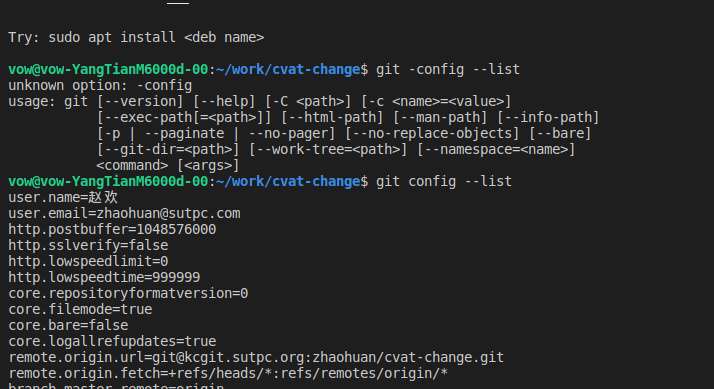 Try: sudo apt install <deb name>
vow@vow-YangTianM6000d-00:~/work/cvat-change$ git -config --list
unknown option: -config
usage: git [--version] [--help] [-C <path>] [-c <name>=<value>]
[--exec-path[=<path>]] [--html-path] [--man-path] [--info-path]
[-p | --paginate | --no-pager] [--no-replace-objects] [--bare]
[--git-dir=<path>] [--work-tree=<path>] [--namespace=<name>]
<command> [<args>]
vow@vow-YangTianM6000d-00:~/work/cvat-change$ git config --list
user.name=赵欢
user.email=zhaohuan@sutpc.com
http.postbuffer=1048576000
http.sslverify=false
http.lowspeedlimit=0
http.lowspeedtime=999999
core.repositoryformatversion=0
core.filemode=true
core.bare=false
core.logallrefupdates=true
remote.origin.url=git@kcgit.sutpc.org:zhaohuan/cvat-change.git
remote.origin.fetch=+refs/heads/*:refs/remotes/origin/*
branch.master.remote=origin